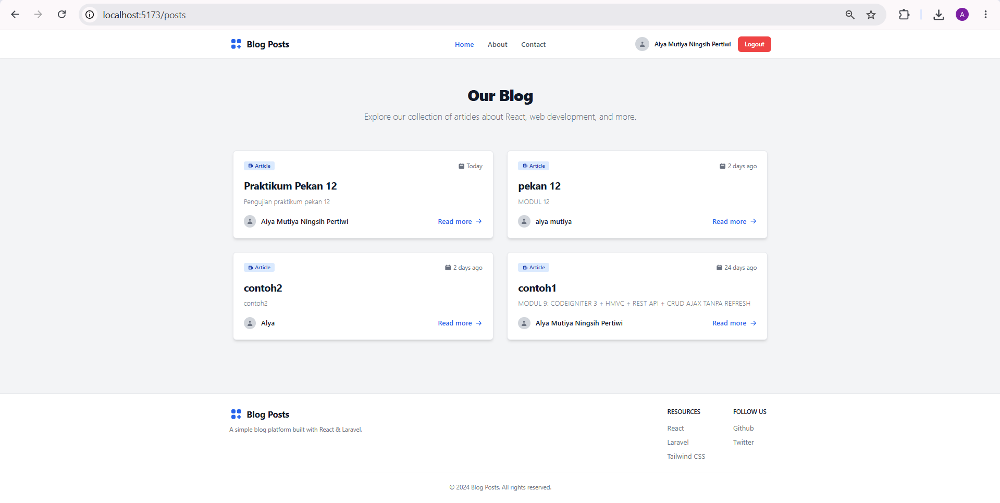 localhost:5173/posts
A
Blog Posts
Home About Contact
Alya Mutiya Ningsih Pertiwi
Logout
Our Blog
Explore our collection of articles about React, web development, and more.
Article
Today
Praktikum Pekan 12
Pengujian praktikum pekan 12
Alya Mutiya Ningsih Pertiwi
Read more →
Article
2 days ago
pekan 12
MODUL 12
alya mutiya
Read more →
Article
2 days ago
contoh2
contoh2
Alya
Read more →
Article
24 days ago
contoh1
MODUL 9: CODEIGNITER 3 + HMVC + REST API + CRUD AJAX TANPA REFRESH
Alya Mutiya Ningsih Pertiwi
Read more →
Blog Posts
A simple blog platform built with React & Laravel.
RESOURCES
React
Laravel
Tailwind CSS
FOLLOW US
Github
Twitter
© 2024 Blog Posts. All rights reserved.